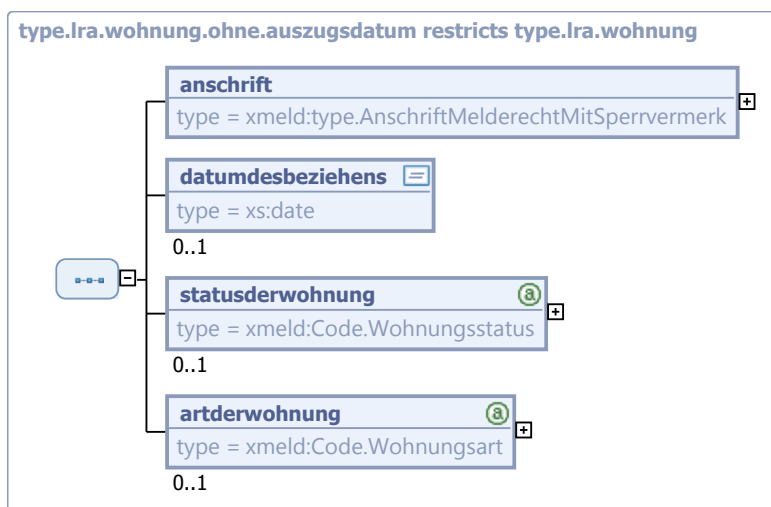 type.lra.wohnung.ohne.auszugsdatum restricts type.lra.wohnung
anschrift
type = xmeld:type.AnschriftMelderechtMitSperrvermerk
datumdesbeziehens
type = xs:date
0..1
statusderwohnung
type = xmeld:Code.Wohnungsstatus
0..1
artderwohnung
type = xmeld:Code.Wohnungsart
0..1